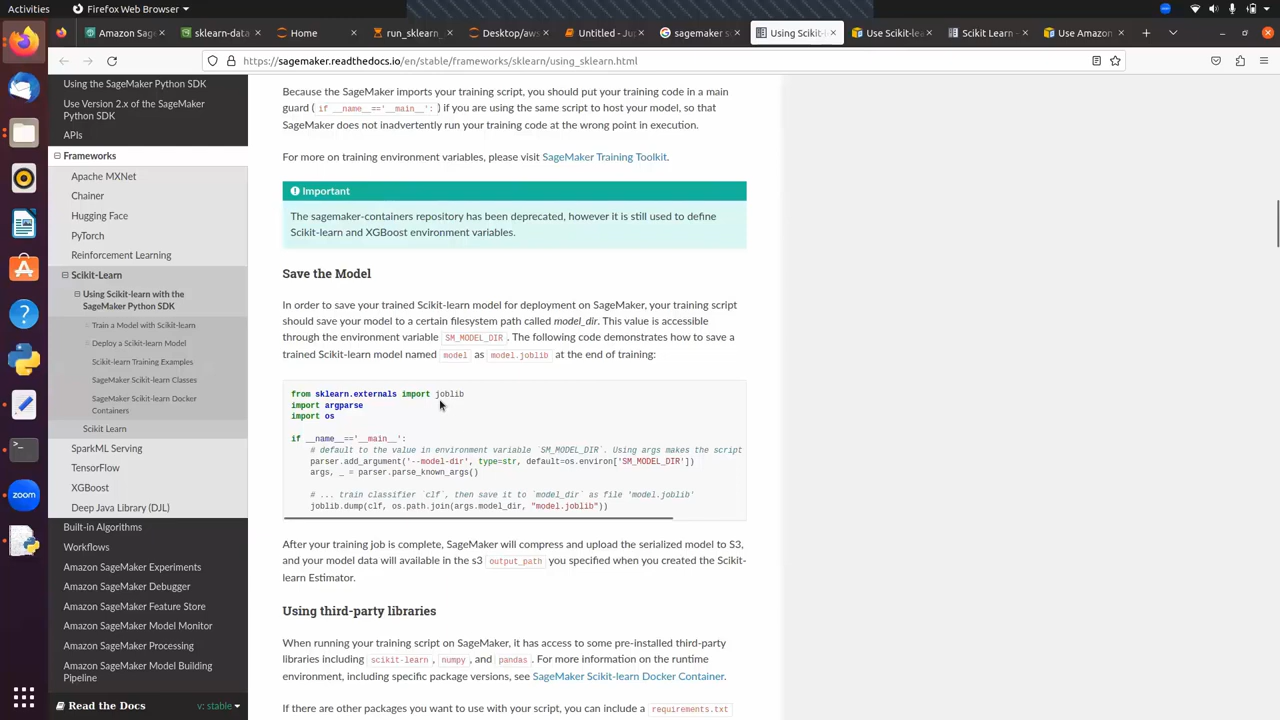 Activities
Firefox Web Browser
Amazon Sage
sklearn-dat
Home
run_sklearn_
Desktop/aws
Untitled - Ju
sagemaker s
Using Scikit-l
Use Scikit-le
Scikit Learn -
Use Amazon
https://sagemaker.readthedocs.io/en/stable/frameworks/sklearn/using_sklearn.html
Using the SageMaker Python SDK
Use Version 2.x of the SageMaker
Python SDK
APIs
Frameworks
Apache MXNet
Chainer
Hugging Face
PyTorch
Reinforcement Learning
Scikit-Learn
Using Scikit-learn with the
SageMaker Python SDK
Train a Model with Scikit-learn
Deploy a Scikit-learn Model
Scikit-learn Training Examples
SageMaker Scikit-learn Classes
SageMaker Scikit-learn Docker
Containers
Scikit Learn
SparkML Serving
TensorFlow
XGBoost
Deep Java Library (DJL)
Built-in Algorithms
Workflows
Amazon SageMaker Experiments
Amazon SageMaker Debugger
Amazon SageMaker Feature Store
Amazon SageMaker Model Monitor
Amazon SageMaker Processing
Amazon SageMaker Model Building
Pipeline
Read the Docs
v: stable
Because the SageMaker imports your training script, you should put your training code in a main
guard ( if __name__=='__main__': ) if you are using the same script to host your model, so that
SageMaker does not inadvertently run your training code at the wrong point in execution.
For more on training environment variables, please visit SageMaker Training Toolkit.
Important
The sagemaker-containers repository has been deprecated, however it is still used to define
Scikit-learn and XGBoost environment variables.
Save the Model
In order to save your trained Scikit-learn model for deployment on SageMaker, your training script
should save your model to a certain filesystem path called model_dir. This value is accessible
through the environment variable SM_MODEL_DIR . The following code demonstrates how to save a
trained Scikit-learn model named model as model.joblib at the end of training:
from sklearn.externals import joblib
import argparse
import os
if __name__=='__main__':
# default to the value in environment variable `SM_MODEL_DIR`. Using args makes the script
parser.add_argument('--model-dir', type=str, default=os.environ['SM_MODEL_DIR'])
args, _ = parser.parse_known_args()
# ... train classifier `clf`, then save it to `model_dir` as file 'model.joblib'
joblib.dump(clf, os.path.join(args.model_dir, "model.joblib"))
After your training job is complete, SageMaker will compress and upload the serialized model to S3,
and your model data will available in the s3 output_path you specified when you created the Scikit-
learn Estimator.
Using third-party libraries
When running your training script on SageMaker, it has access to some pre-installed third-party
libraries including scikit-learn , numpy , and pandas . For more information on the runtime
environment, including specific package versions, see SageMaker Scikit-learn Docker Container.
If there are other packages you want to use with your script, you can include a requirements.txt